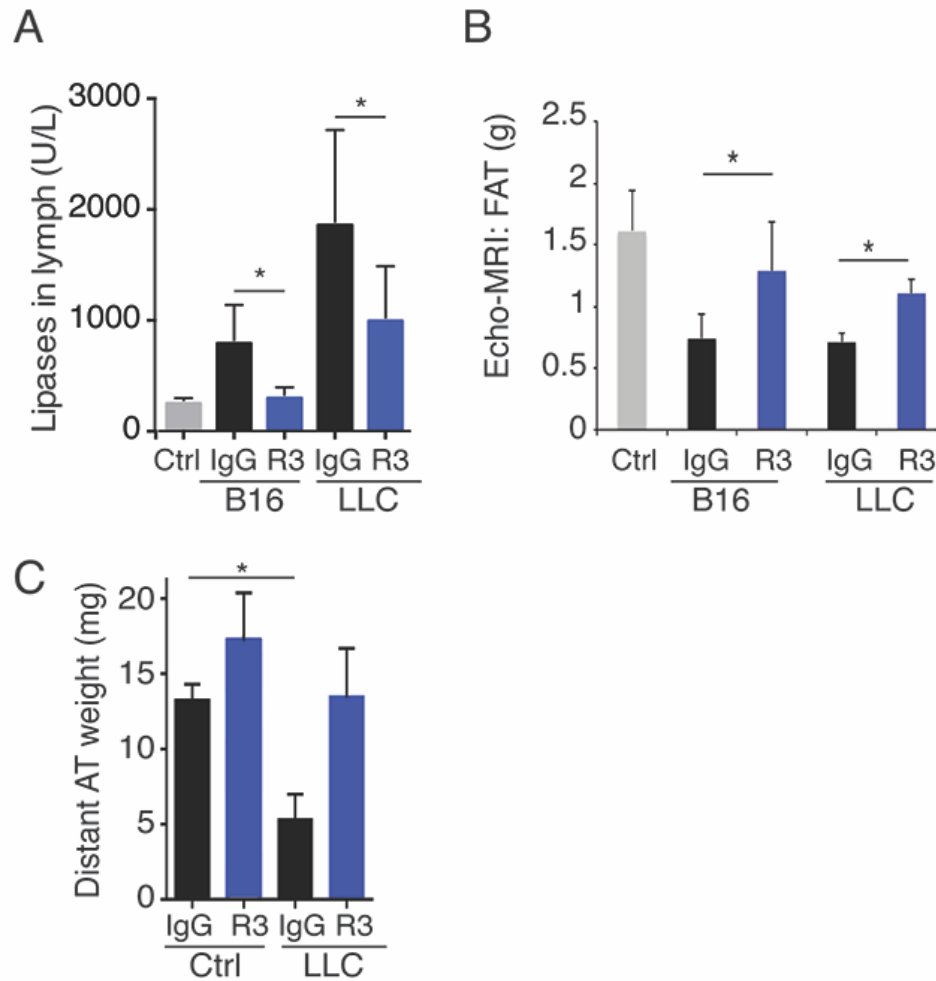 A
Lipases in lymph (U/L)
3000
2000
1000
0
*
*
Ctrl IgG R3 IgG R3
B16 LLC
B
Echo-MRI: FAT (g)
2.5
2
1.5
1
0.5
0
*
*
Ctrl IgG R3 IgG R3
B16 LLC
C
Distant AT weight (mg)
20
15
10
5
0
*
IgG R3 IgG R3
Ctrl LLC